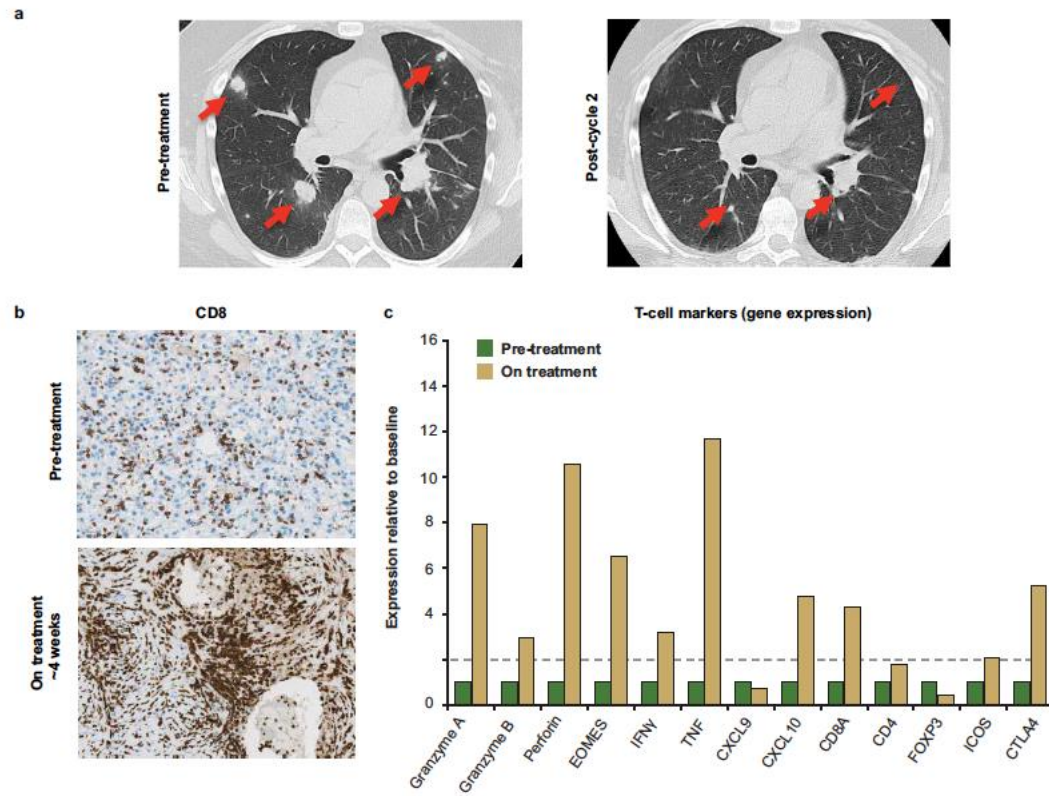 a
Pre-treatment
Post-cycle 2
b
CD8
Pre-treatment
On treatment
~4 weeks
c
T-cell markers (gene expression)
Pre-treatment
On treatment
Expression relative to baseline
16
14
12
10
8
6
4
0
Granzyme A
Granzyme B
Perforin
EOMES
IFNγ
TNF
CXCL9
CXCL10
CD8A
CD4
FOXP3
ICOS
CTLA4